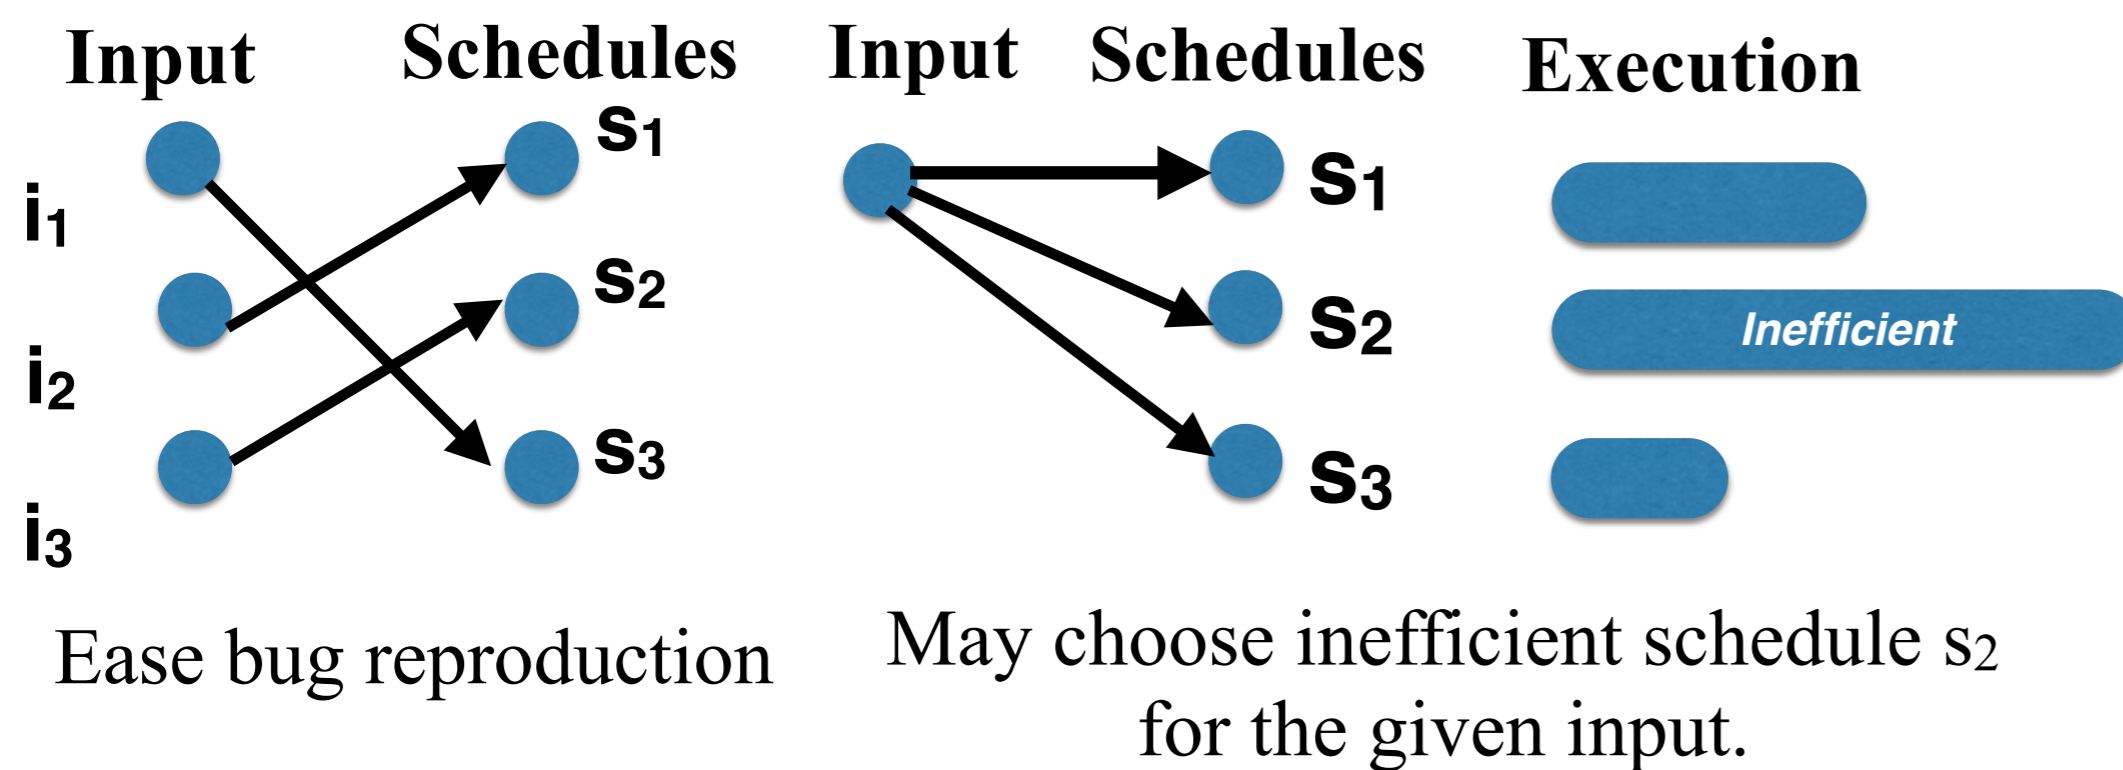 Input Schedules
s1
i1
s2
i2
s3
i3
Ease bug reproduction
Input Schedules Execution
s1
s2
Inefficient
s3
May choose inefficient schedule s2
for the given input.